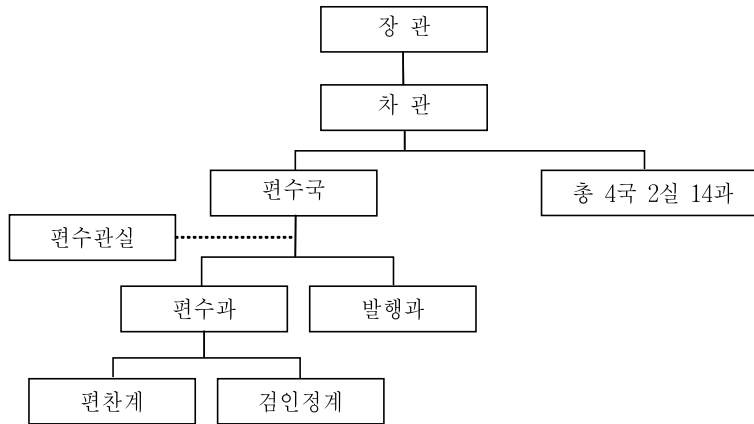 장 관
차 관
편수국
총 4국 2실 14과
편수관실
편수과
발행과
편찬계
검인정계